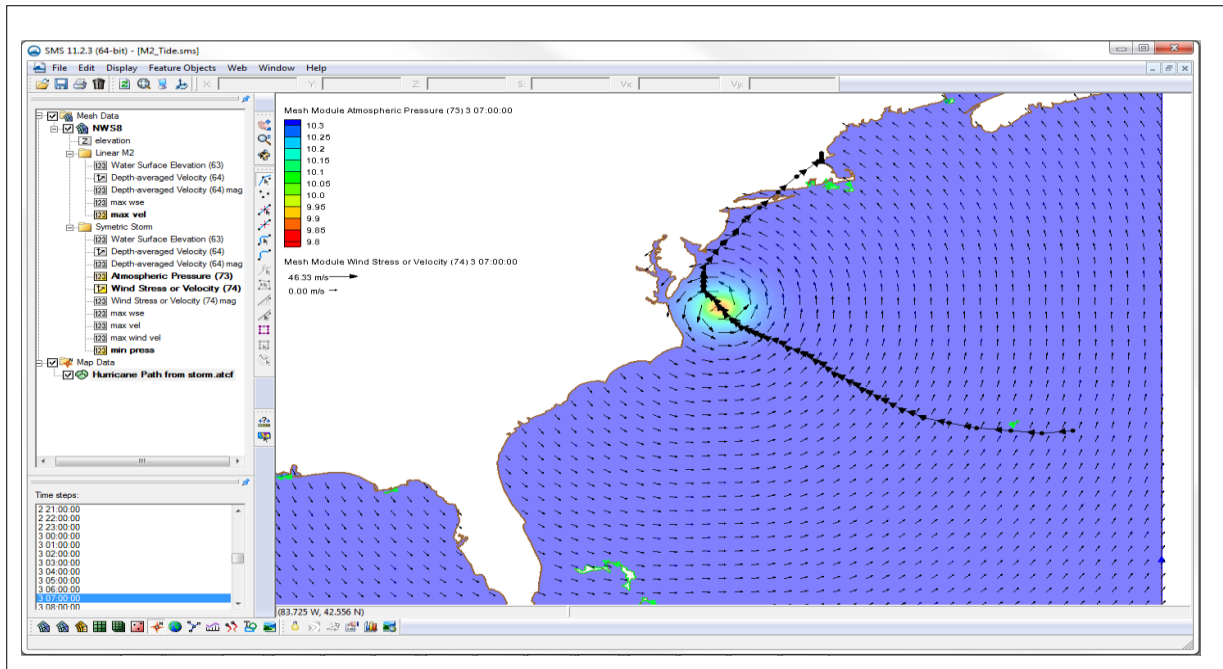 SMS 11.2.3 (64-bit) - [M2_Tide.sms]
File Edit Display Feature Objects Web Window Help
X: Y: Z: S: Vx Vy
Mesh Data
NWS8
elevation
Linear M2
Water Surface Elevation (63)
Depth-averaged Velocity (64)
Depth-averaged Velocity (64) mag
max wse
max vel
Symetric Storm
Water Surface Elevation (63)
Depth-averaged Velocity (64)
Depth-averaged Velocity (64) mag
Atmospheric Pressure (73)
Wind Stress or Velocity (74)
Wind Stress or Velocity (74) mag
max wse
max vel
max wind vel
min press
Map Data
Hurricane Path from storm.atcf
Time steps:
2 21:00:00
2 22:00:00
2 23:00:00
3 00:00:00
3 01:00:00
3 02:00:00
3 03:00:00
3 04:00:00
3 05:00:00
3 06:00:00
3 07:00:00
3 08:00:00
Mesh Module Atmospheric Pressure (73) 3 07:00:00
10.3
10.25
10.2
10.15
10.1
10.05
10.0
9.95
9.9
9.85
9.8
Mesh Module Wind Stress or Velocity (74) 3 07:00:00
46.33 m/s
0.00 m/s
(83.725 W, 42.556 N)